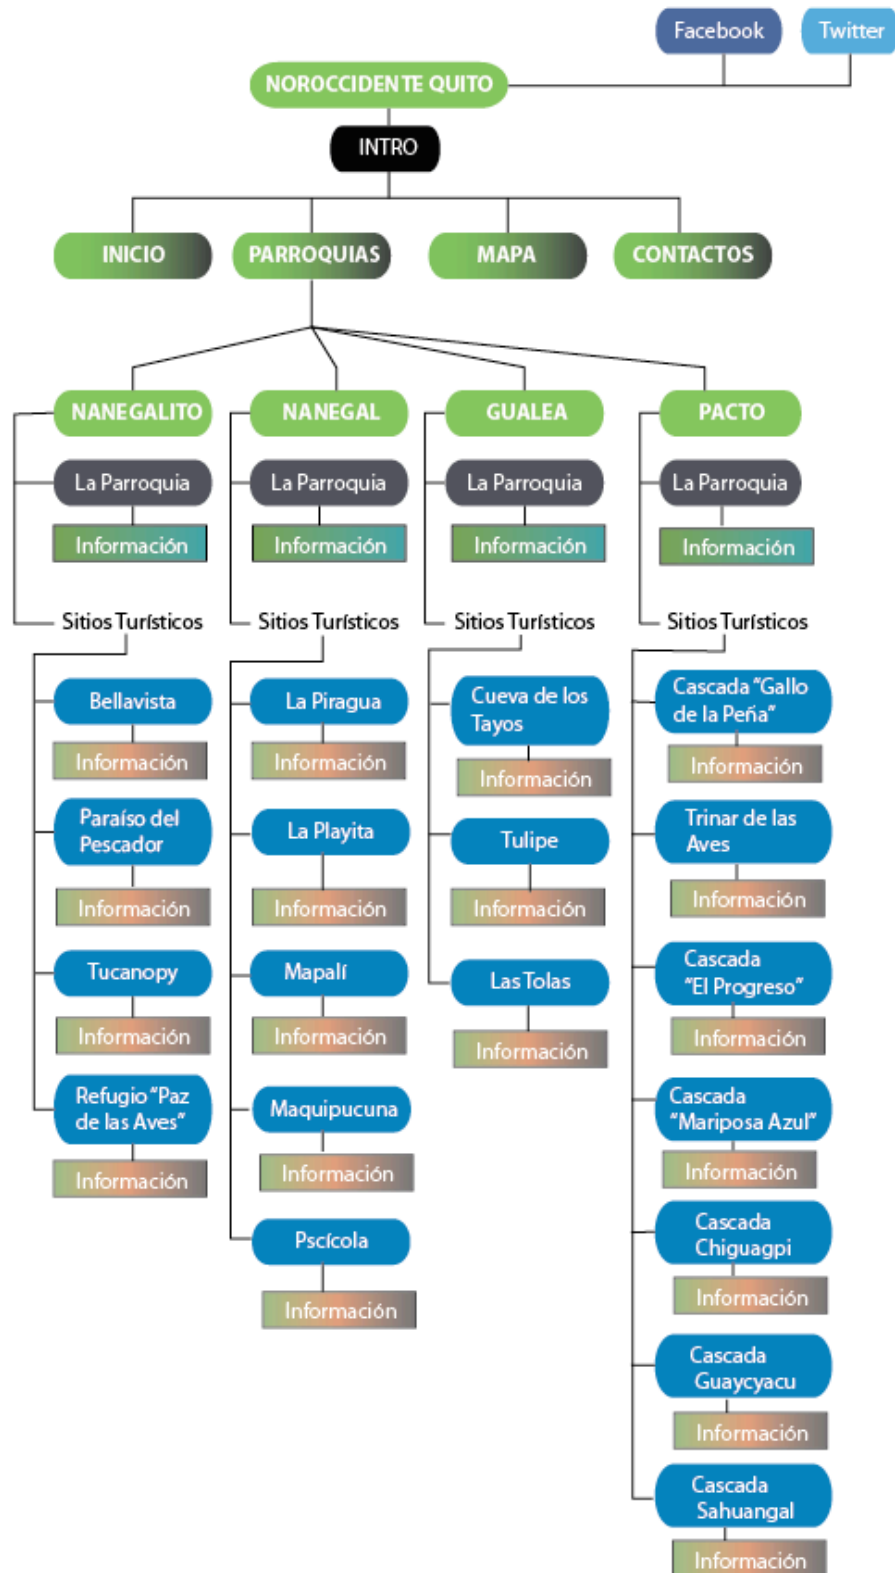 Facebook
Twitter
NOROCCIDENTE QUITO
INTRO
INICIO
PARROQUIAS
MAPA
CONTACTOS
NANEGALITO
NANEGAL
GUALEA
PACTO
La Parroquia
La Parroquia
La Parroquia
La Parroquia
Información
Información
Información
Información
Sitios Turísticos
Sitios Turísticos
Sitios Turísticos
Sitios Turísticos
Bellavista
Información
Paraíso del
Pescador
Información
Tucanopy
Información
Refugio “Paz
de las Aves”
Información
La Piragua
Información
La Playita
Información
Mapalí
Información
Maquipucuna
Información
Pscícola
Información
Cueva de los
Tayos
Información
Tulipe
Información
Las Tolas
Información
Cascada “Gallo
de la Peña”
Información
Trinar de las
Aves
Información
Cascada
“El Progreso”
Información
Cascada
“Mariposa Azul”
Información
Cascada
Chiguagpi
Información
Cascada
Guaycyacu
Información
Cascada
Sahuangal
Información